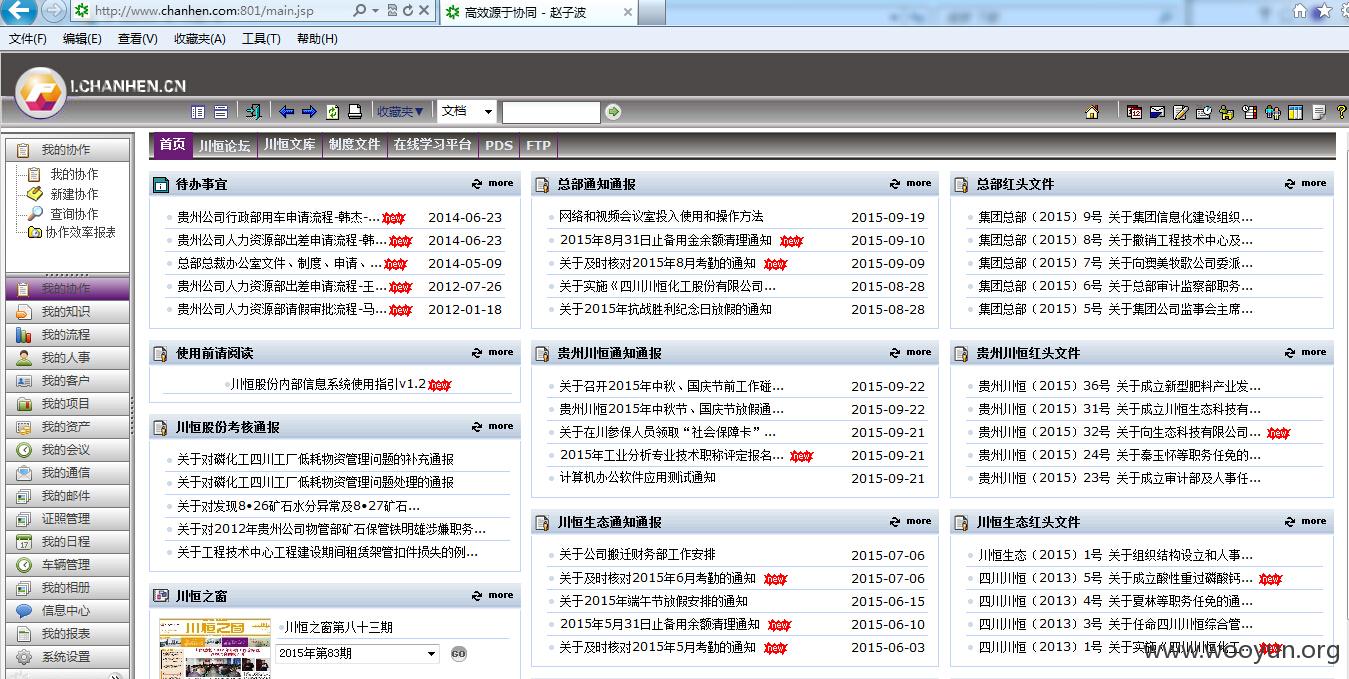 http://www.chanhen.com:801/main.jsp
高效源于协同 - 赵子波
文件(F) 编辑(E) 查看(V) 收藏夹(A) 工具(T) 帮助(H)
I.CHANHEN.CN
收藏夹▼ 文档
首页 川恒论坛 川恒文库 制度文件 在线学习平台 PDS FTP
我的协作
我的协作
新建协作
查询协作
协作效率报表
我的协作
我的知识
我的流程
我的人事
我的客户
我的项目
我的资产
我的会议
我的通信
我的邮件
证照管理
我的日程
车辆管理
我的相册
信息中心
我的报表
系统设置
待办事宜 more
贵州公司行政部用车申请流程-韩杰-... new 2014-06-23
贵州公司人力资源部出差申请流程-韩... new 2014-06-23
总部总裁办公室文件、制度、申请、... new 2014-05-09
贵州公司人力资源部出差申请流程-王... new 2012-07-26
贵州公司人力资源部请假审批流程-马... new 2012-01-18
使用前请阅读 more
川恒股份内部信息系统使用指引v1.2 new
川恒股份考核通报 more
关于对磷化工四川工厂低耗物资管理问题的补充通报
关于对磷化工四川工厂低耗物资管理问题处理的通报
关于对发现8•26矿石水分异常及8•27矿石...
关于对2012年贵州公司物管部矿石保管铁明雄涉嫌职务...
关于工程技术中心工程建设期间租赁架管扣件损失的例...
川恒之窗 more
川恒之窗
川恒之窗第八十三期
2015年第83期 GO
总部通知通报 more
网络和视频会议室投入使用和操作方法 2015-09-19
2015年8月31日止备用金余额清理通知 new 2015-09-10
关于及时核对2015年8月考勤的通知 new 2015-09-09
关于实施《四川川恒化工股份有限公司... 2015-08-28
关于2015年抗战胜利纪念日放假的通知 2015-08-28
贵州川恒通知通报 more
关于召开2015年中秋、国庆节前工作碰... 2015-09-22
贵州川恒2015年中秋节、国庆节放假通... 2015-09-22
关于在川参保人员领取“社会保障卡”... 2015-09-21
2015年工业分析专业技术职称评定报名... new 2015-09-21
计算机办公软件应用测试通知 2015-09-21
川恒生态通知通报 more
关于公司搬迁财务部工作安排 2015-07-06
关于及时核对2015年6月考勤的通知 new 2015-07-06
关于2015年端午节放假安排的通知 2015-06-15
2015年5月31日止备用金余额清理通知 new 2015-06-10
关于及时核对2015年5月考勤的通知 new 2015-06-03
总部红头文件 more
集团总部（2015）9号 关于集团信息化建设组织...
集团总部（2015）8号 关于撤销工程技术中心及...
集团总部（2015）7号 关于向澳美牧歌公司委派...
集团总部（2015）6号 关于总部审计监察部职务...
集团总部（2015）5号 关于集团公司监事会主席...
贵州川恒红头文件 more
贵州川恒（2015）36号 关于成立新型肥料产业发...
贵州川恒（2015）31号 关于成立川恒生态科技有...
贵州川恒（2015）32号 关于向生态科技有限公司... new
贵州川恒（2015）24号 关于秦玉怀等职务任免的...
贵州川恒（2015）23号 关于成立审计部及人事任...
川恒生态红头文件 more
川恒生态（2015）1号 关于组织结构设立和人事...
四川川恒（2013）5号 关于成立酸性重过磷酸钙... new
四川川恒（2013）4号 关于夏林等职务任免的通...
四川川恒（2013）3号 关于任命四川川恒综合管...
四川川恒（2013）1号 关于实施《四川川恒化工... new
www.wooyun.org